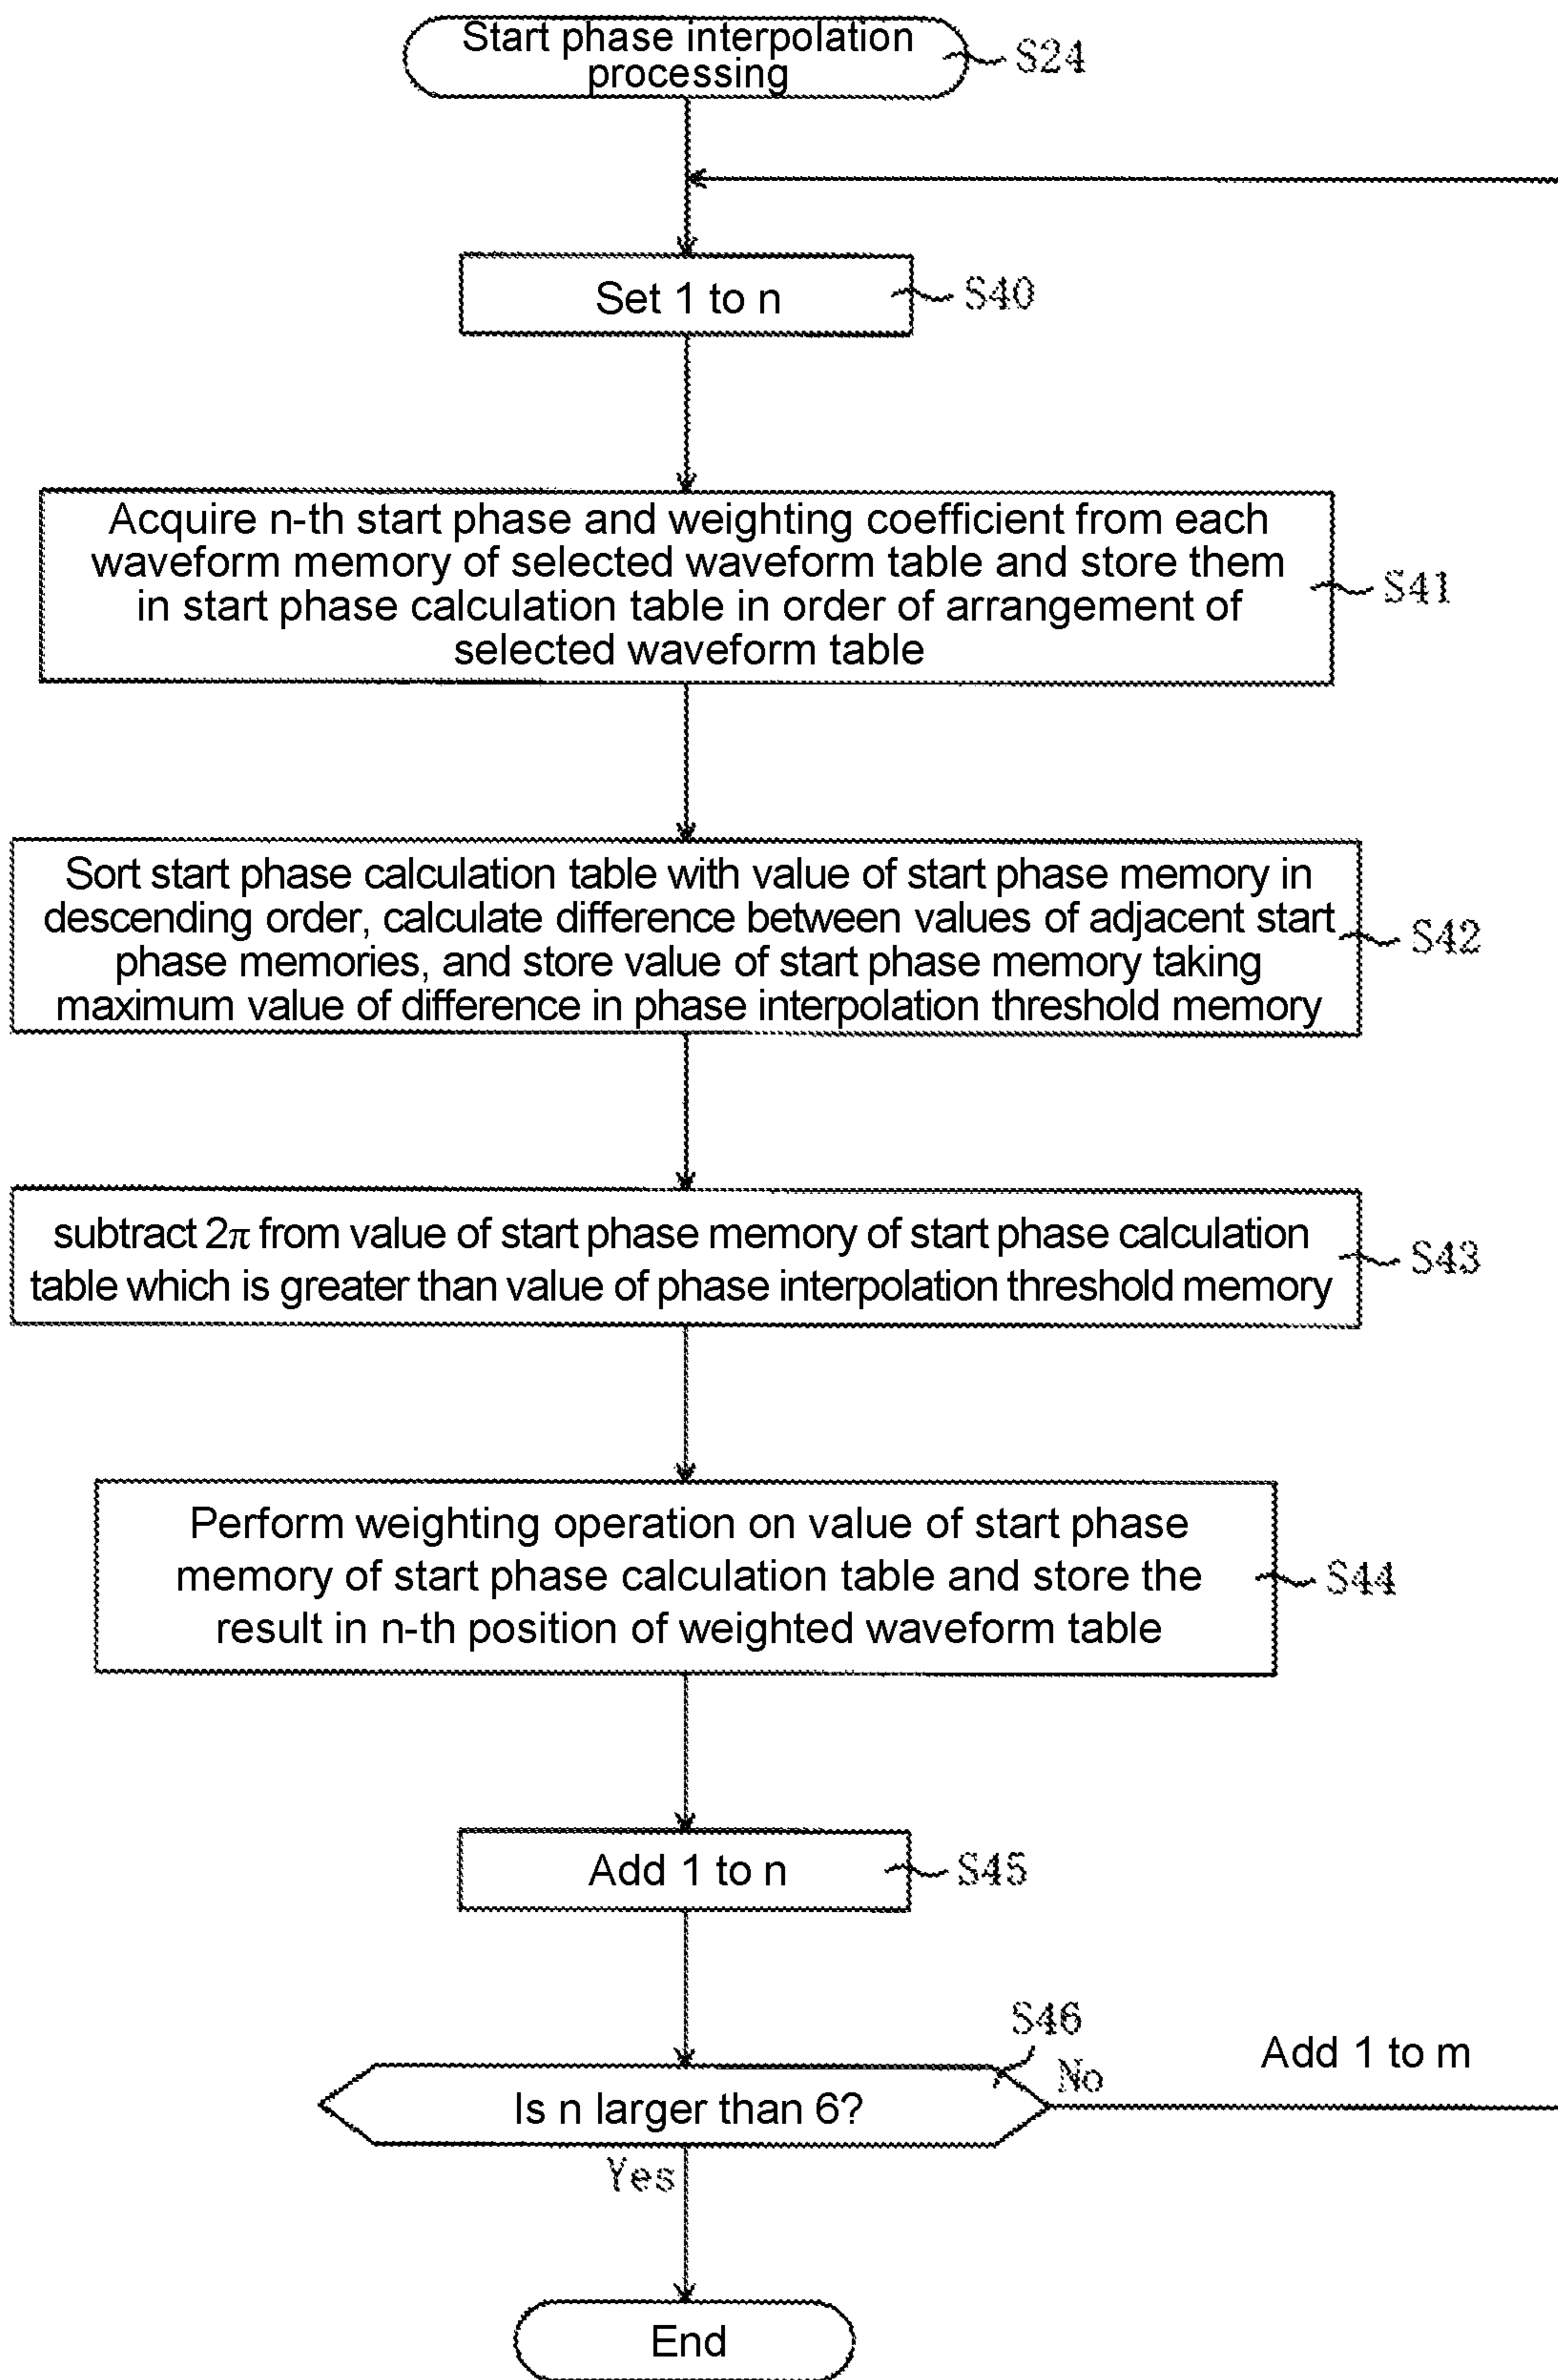 Start phase interpolation
processing
S24
Set 1 to n
S40
Acquire n-th start phase and weighting coefficient from each
waveform memory of selected waveform table and store them
in start phase calculation table in order of arrangement of
selected waveform table
S41
Sort start phase calculation table with value of start phase memory in
descending order, calculate difference between values of adjacent start
phase memories, and store value of start phase memory taking
maximum value of difference in phase interpolation threshold memory
S42
subtract 2π from value of start phase memory of start phase calculation
table which is greater than value of phase interpolation threshold memory
S43
Perform weighting operation on value of start phase
memory of start phase calculation table and store the
result in n-th position of weighted waveform table
S44
Add 1 to n
S45
S46
Is n larger than 6?
No
Add 1 to m
Yes
End